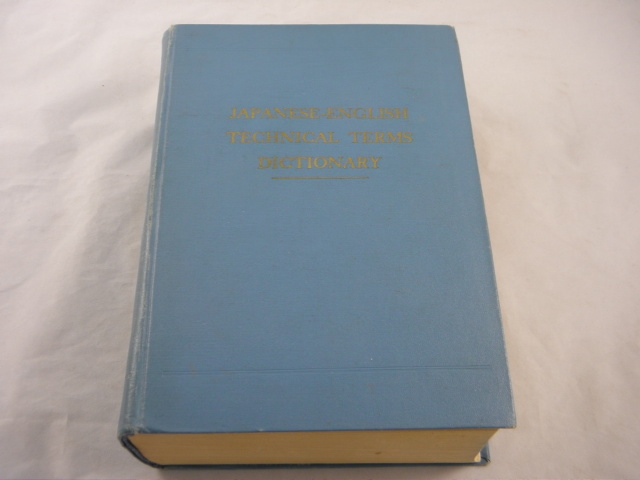 JAPANESE-ENGLISH
TECHNICAL TERMS
DICTIONARY